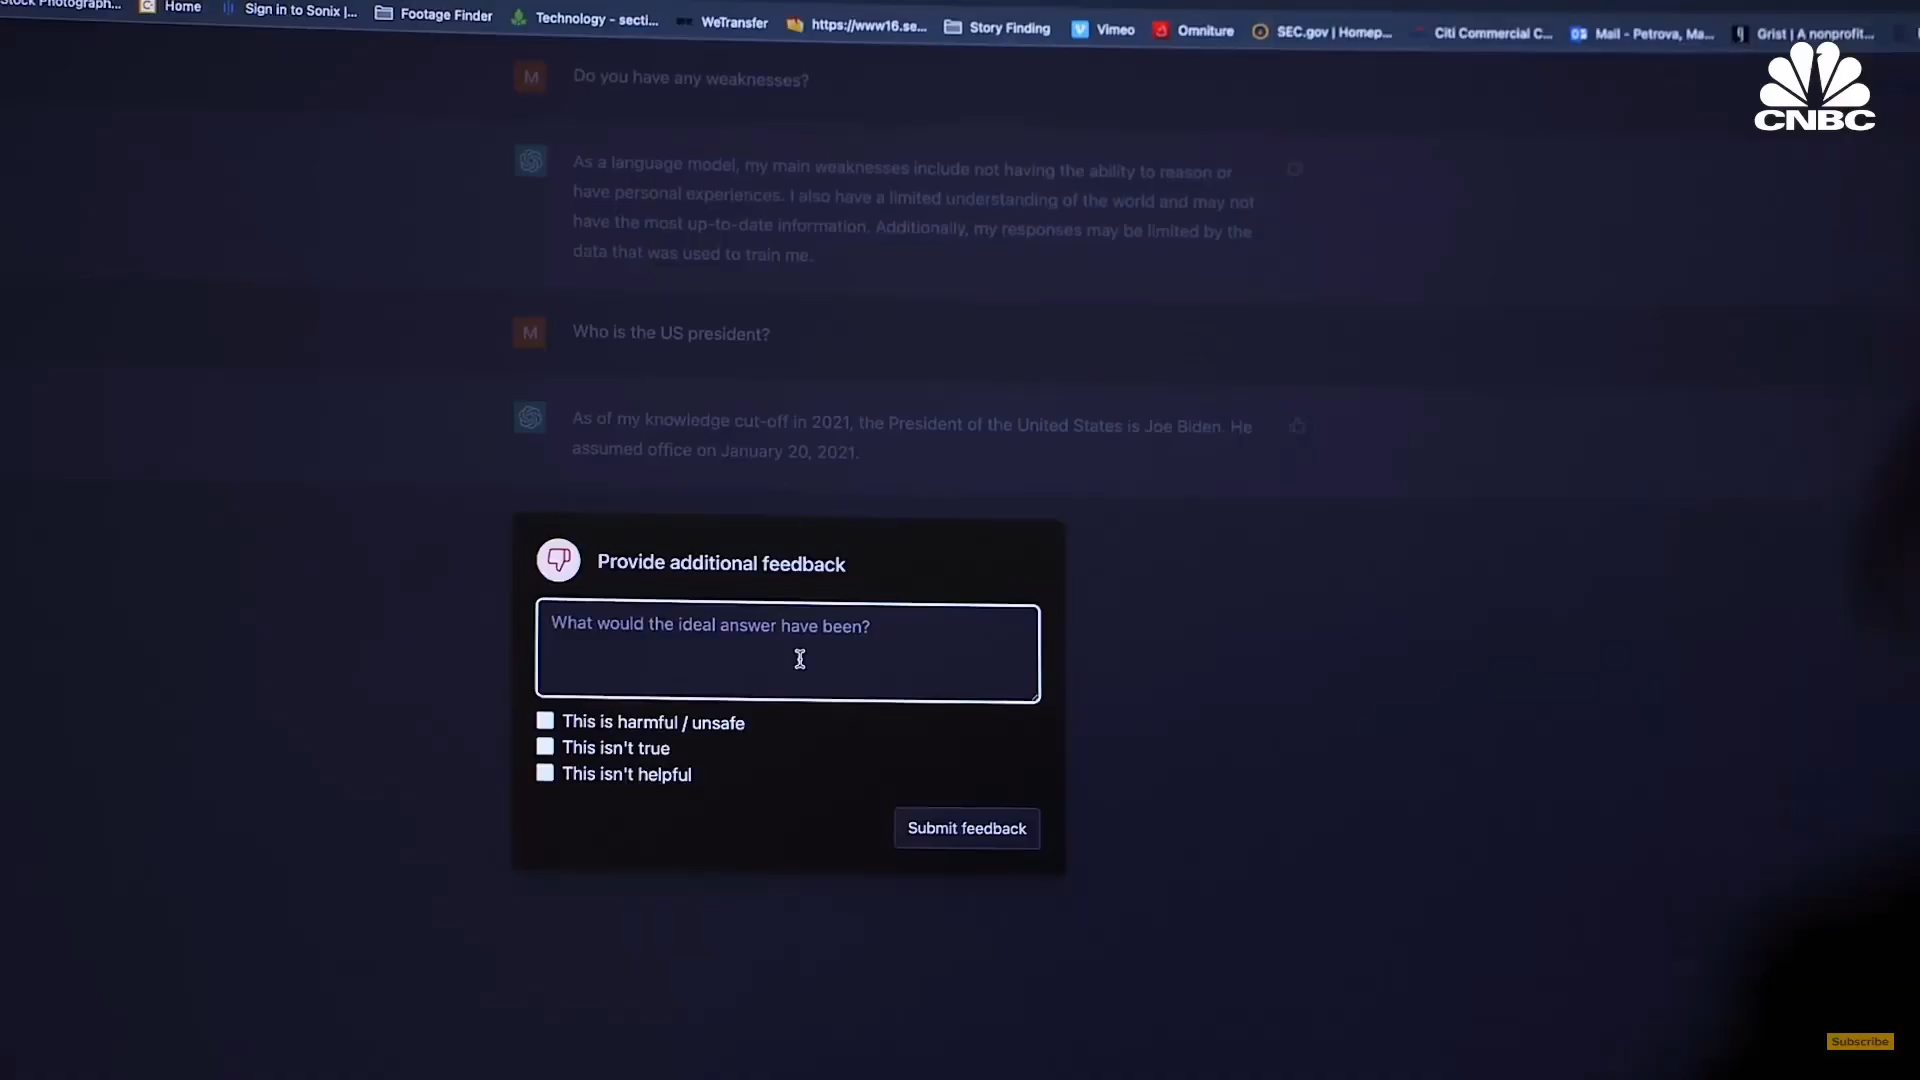 Stock Photograph...
Home
Sign in to Sonix |...
Footage Finder
Technology - secti...
WeTransfer
https://www16.se...
Story Finding
Vimeo
Omniture
SEC.gov | Homep...
Citi Commercial C...
Mail - Petrova, Ma...
Grist | A nonprofit...
CNBC
M
Do you have any weaknesses?
As a language model, my main weaknesses include not having the ability to reason or
have personal experiences. I also have a limited understanding of the world and may not
have the most up-to-date information. Additionally, my responses may be limited by the
data that was used to train me.
M
Who is the US president?
As of my knowledge cut-off in 2021, the President of the United States is Joe Biden. He
assumed office on January 20, 2021.
Provide additional feedback
What would the ideal answer have been?
This is harmful / unsafe
This isn't true
This isn't helpful
Submit feedback
Subscribe